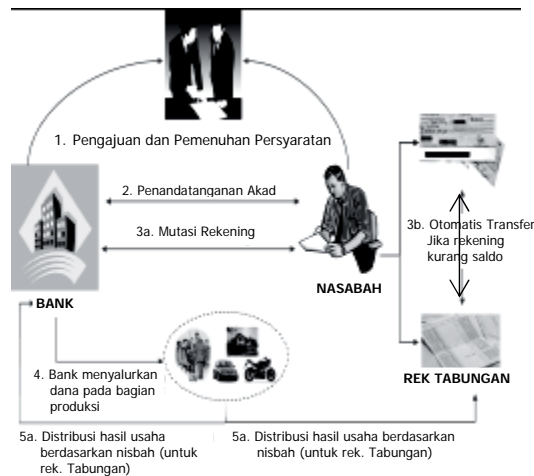 1. Pengajuan dan Pemenuhan Persyaratan
2. Penandatanganan Akad
3a. Mutasi Rekening
3b. Otomatis Transfer
Jika rekening
kurang saldo
NASABAH
BANK
4. Bank menyalurkan
dana pada bagian
produksi
REK TABUNGAN
5a. Distribusi hasil usaha
berdasarkan nisbah (untuk
rek. Tabungan)
5a. Distribusi hasil usaha berdasarkan
nisbah (untuk rek. Tabungan)